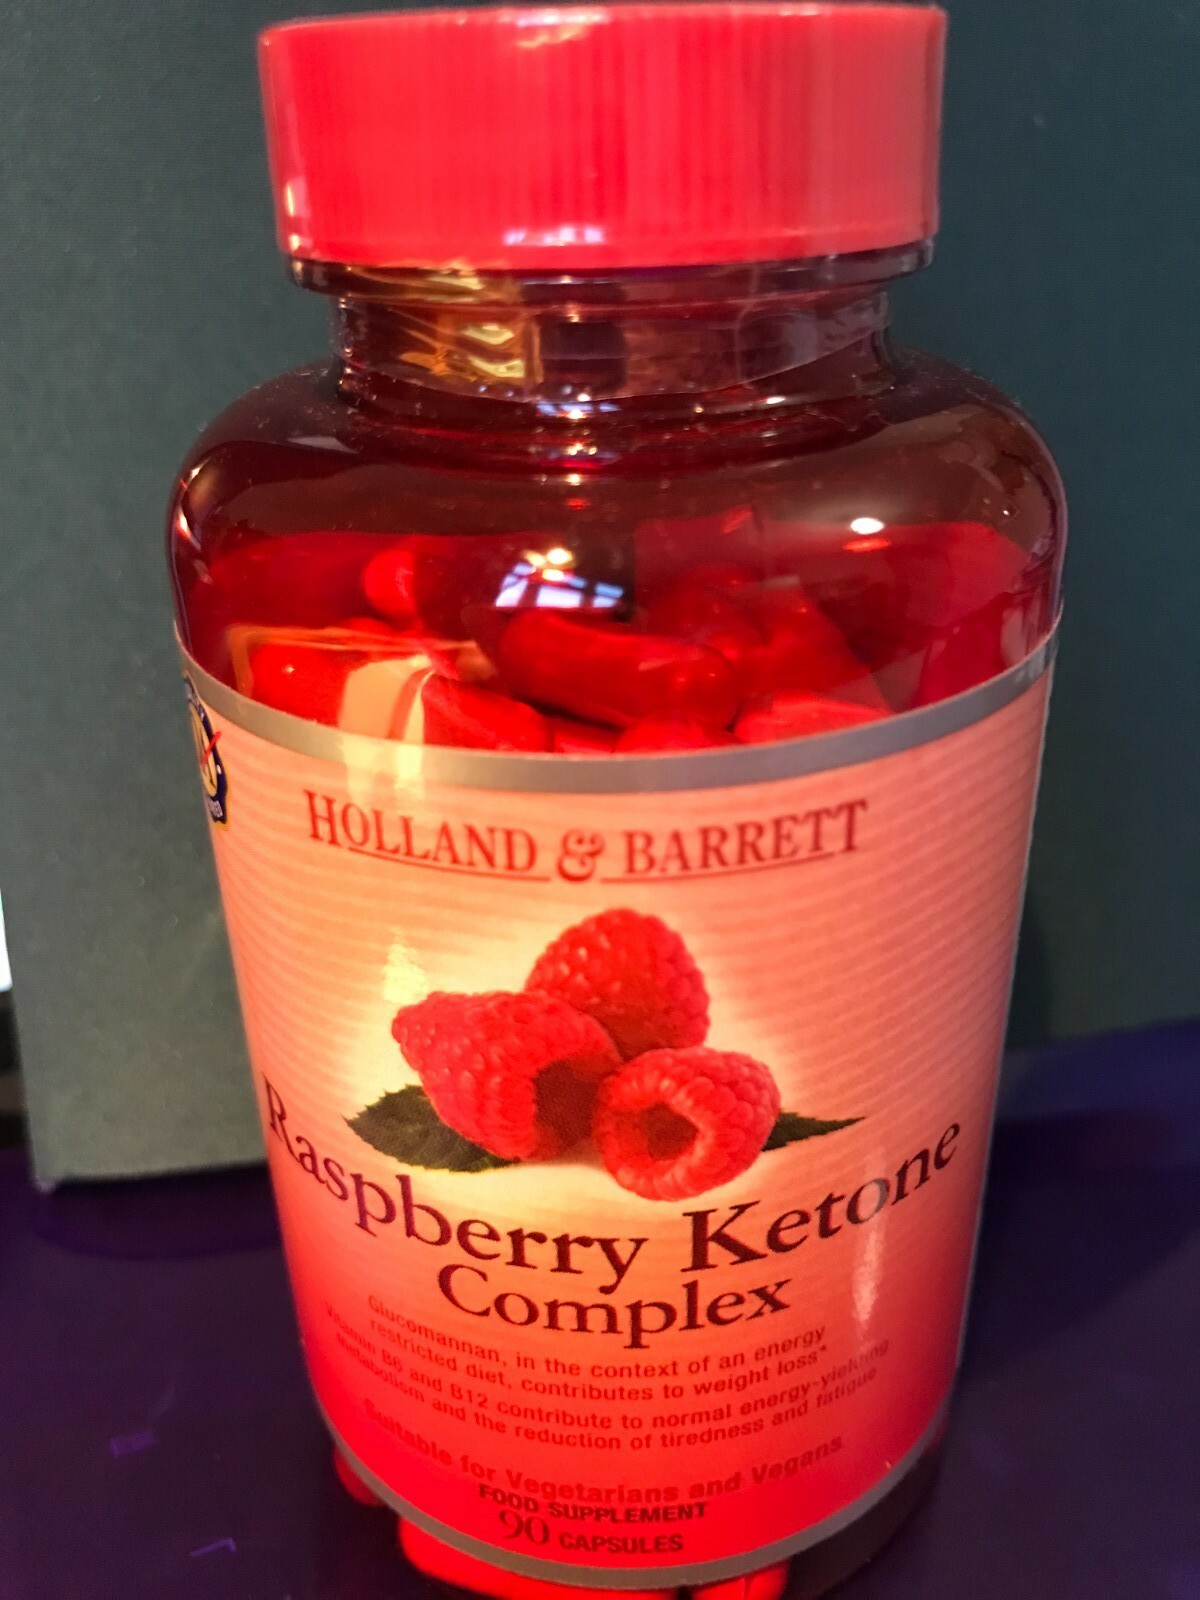 HOLLAND & BARRETT
Raspberry Ketone
Complex
Glucomannan, in the context of an energy
restricted diet, contributes to weight loss*
Vitamin B6 and B12 contribute to normal energy-yielding
metabolism and the reduction of tiredness and fatigue
Suitable for Vegetarians and Vegans
FOOD SUPPLEMENT
90 CAPSULES